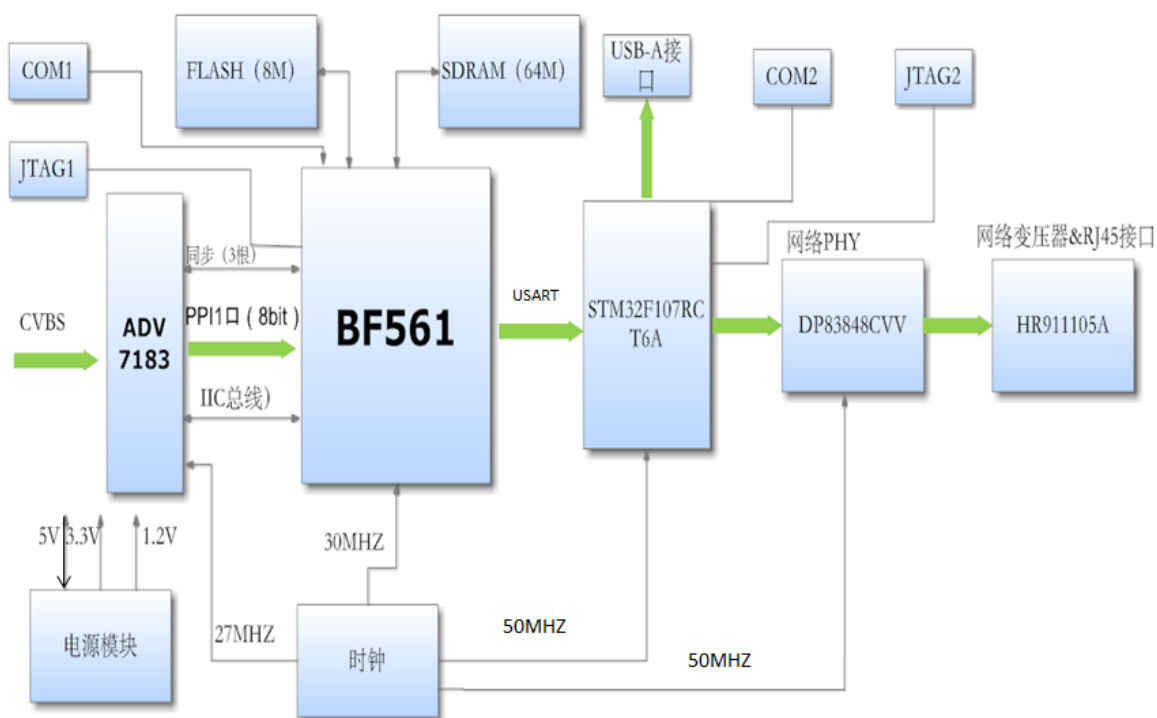 COM1
FLASH（8M）
SDRAM（64M）
USB-A接
口
COM2
JTAG2
JTAG1
同步（3根）
CVBS
ADV
7183
PPI1口（8bit）
BF561
IIC总线）
USART
STM32F107RC
T6A
网络PHY
DP83848CVV
网络变压器&RJ45接口
HR911105A
5V
3.3V
1.2V
电源模块
27MHZ
30MHZ
时钟
50MHZ
50MHZ